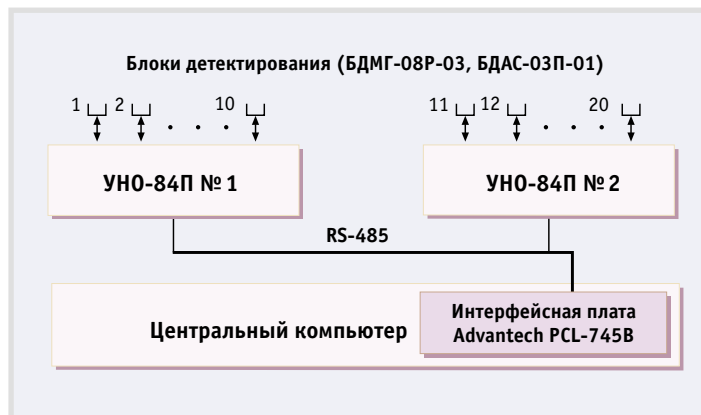 Блоки детектирования (БДМГ-08Р-03, БДАС-03П-01)
1 2 . . . 10 11 12 . . . 20
УНО-84П № 1 УНО-84П № 2
RS-485
Центральный компьютер
Интерфейсная плата
Advantech PCL-745B